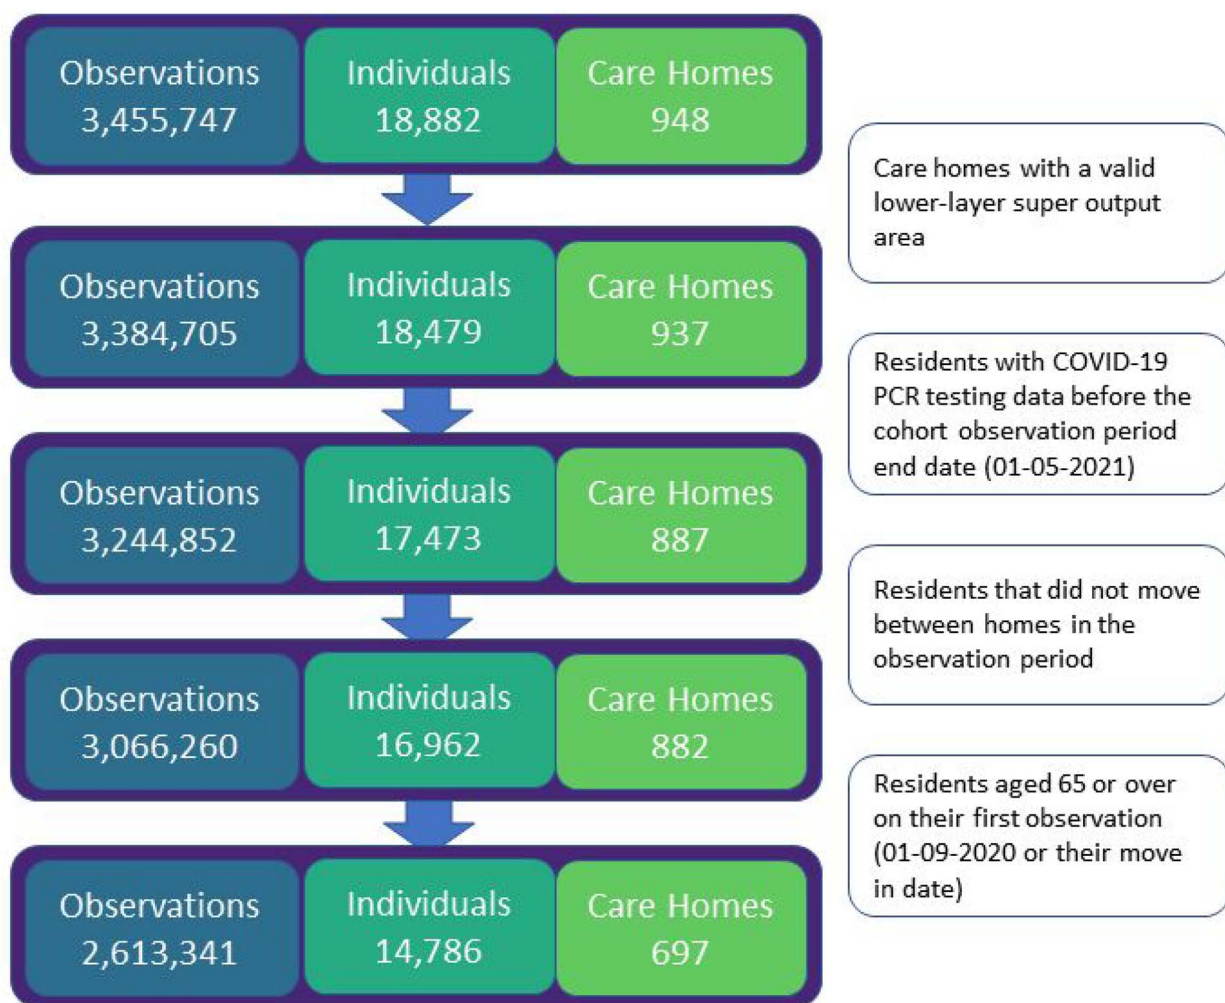 Observations
3,455,747
Individuals
18,882
Care Homes
948
Care homes with a valid
lower-layer super output
area
Observations
3,384,705
Individuals
18,479
Care Homes
937
Residents with COVID-19
PCR testing data before the
cohort observation period
end date (01-05-2021)
Observations
3,244,852
Individuals
17,473
Care Homes
887
Residents that did not move
between homes in the
observation period
Observations
3,066,260
Individuals
16,962
Care Homes
882
Residents aged 65 or over
on their first observation
(01-09-2020 or their move
in date)
Observations
2,613,341
Individuals
14,786
Care Homes
697